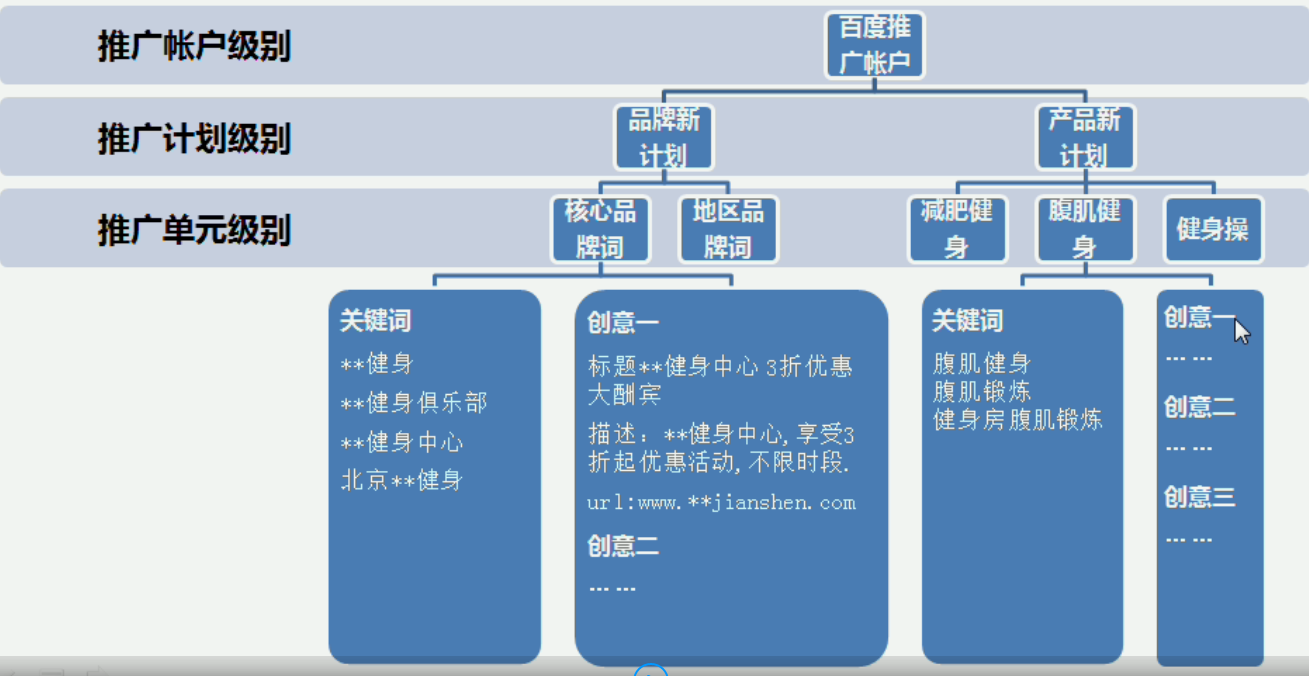 推广帐户级别
百度推
广帐户
推广计划级别
品牌新
计划
产品新
计划
推广单元级别
核心品
牌词
地区品
牌词
减肥健
身
腹肌健
身
健身操
关键词
**健身
**健身俱乐部
**健身中心
北京**健身
创意一
标题**健身中心 3折优惠
大酬宾
描述：**健身中心,享受3
折起优惠活动,不限时段.
url:www.**jianshen.com
创意二
... ...
关键词
腹肌健身
腹肌锻炼
健身房腹肌锻炼
创意一
... ...
创意二
... ...
创意三
... ...